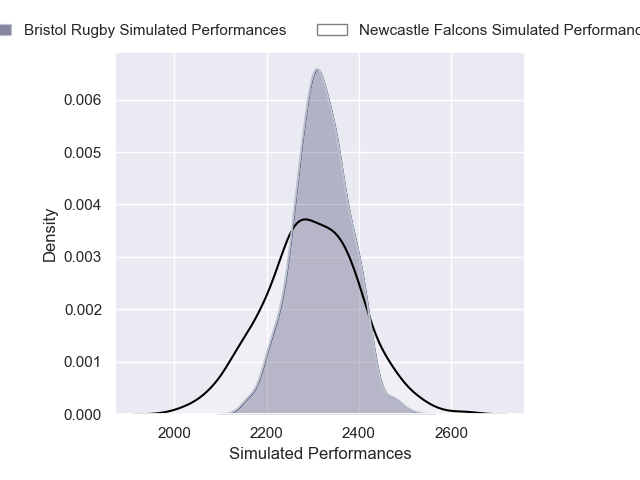 Bristol Rugby Simulated Performances Newcastle Falcons Simulated Performanc
0.006
0.005
0.004
0.003
0.002
0.001
0.000
Density
2000 2200 2400 2600
Simulated Performances